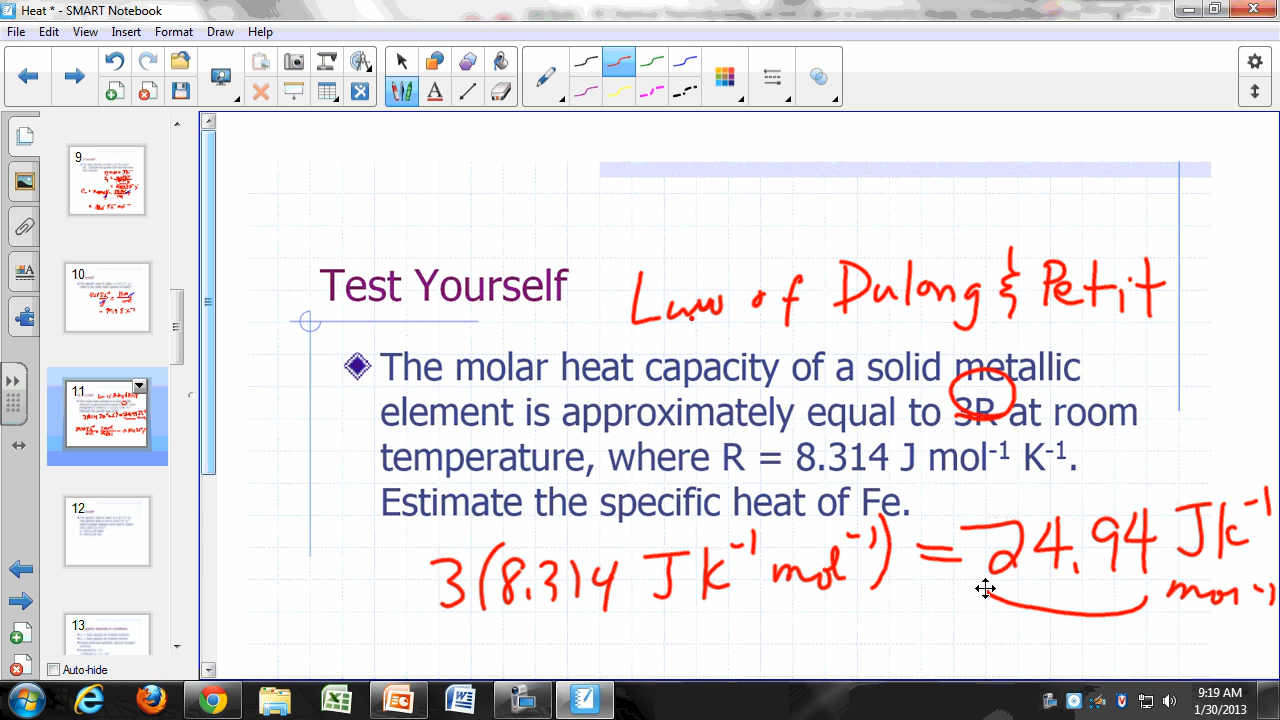 Heat * - SMART Notebook
File Edit View Insert Format Draw Help
9
10
11
12
13
Auto-hide
Test Yourself
Law of Dulong & Petit
The molar heat capacity of a solid metallic
element is approximately equal to 3R at room
temperature, where R = 8.314 J mol⁻¹ K⁻¹.
Estimate the specific heat of Fe.
3(8.314 J K⁻¹ mol⁻¹) = 24.94 J K⁻¹
mol⁻¹
9:19 AM
1/30/2013